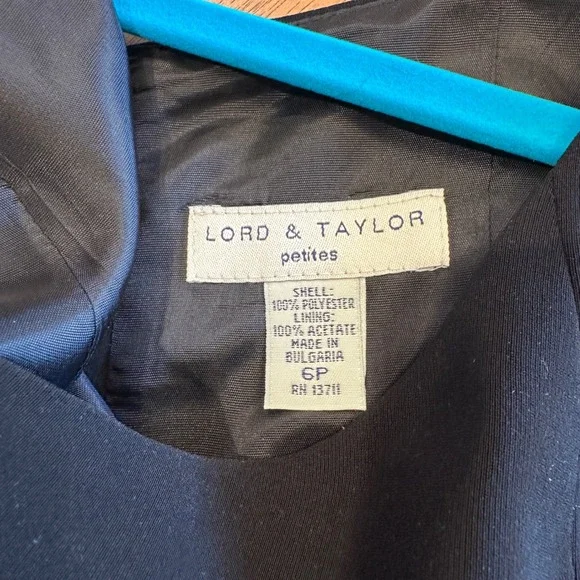 LORD & TAYLOR
petites
SHELL:
100% POLYESTER
LINING:
100% ACETATE
MADE IN
BULGARIA
6P
RN 13711